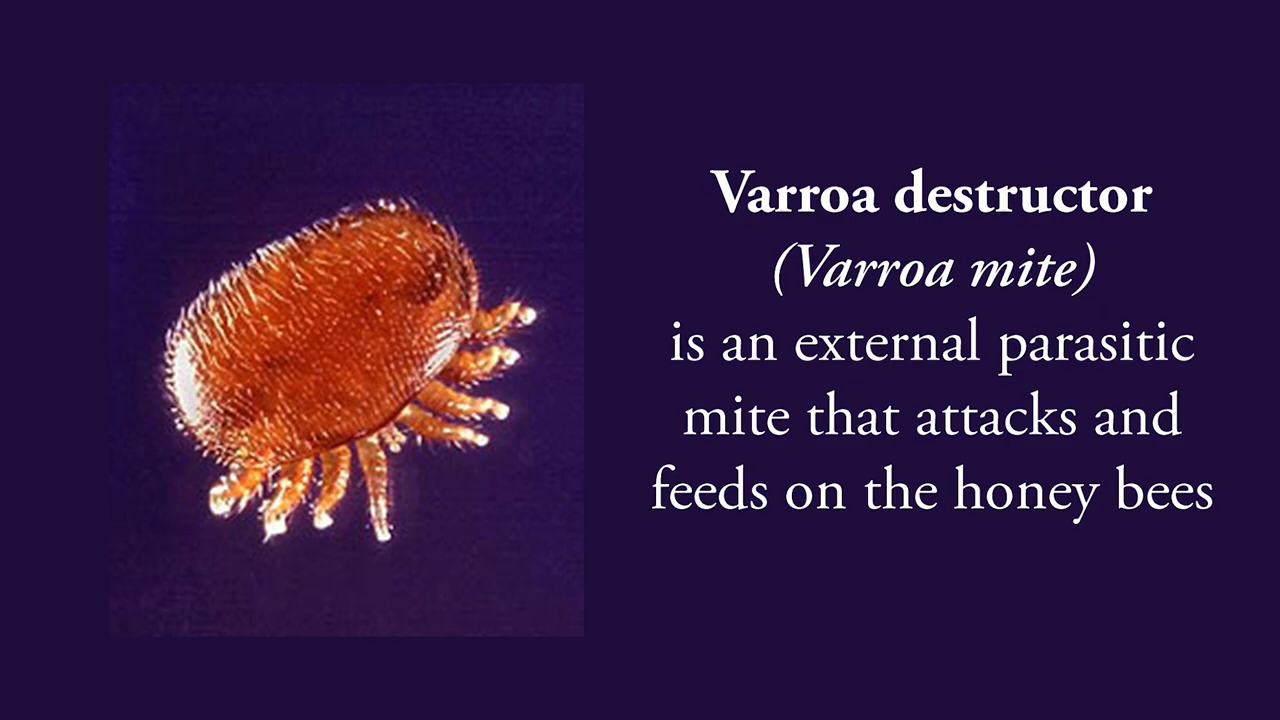 Varroa destructor
(Varroa mite)
is an external parasitic
mite that attacks and
feeds on the honey bees